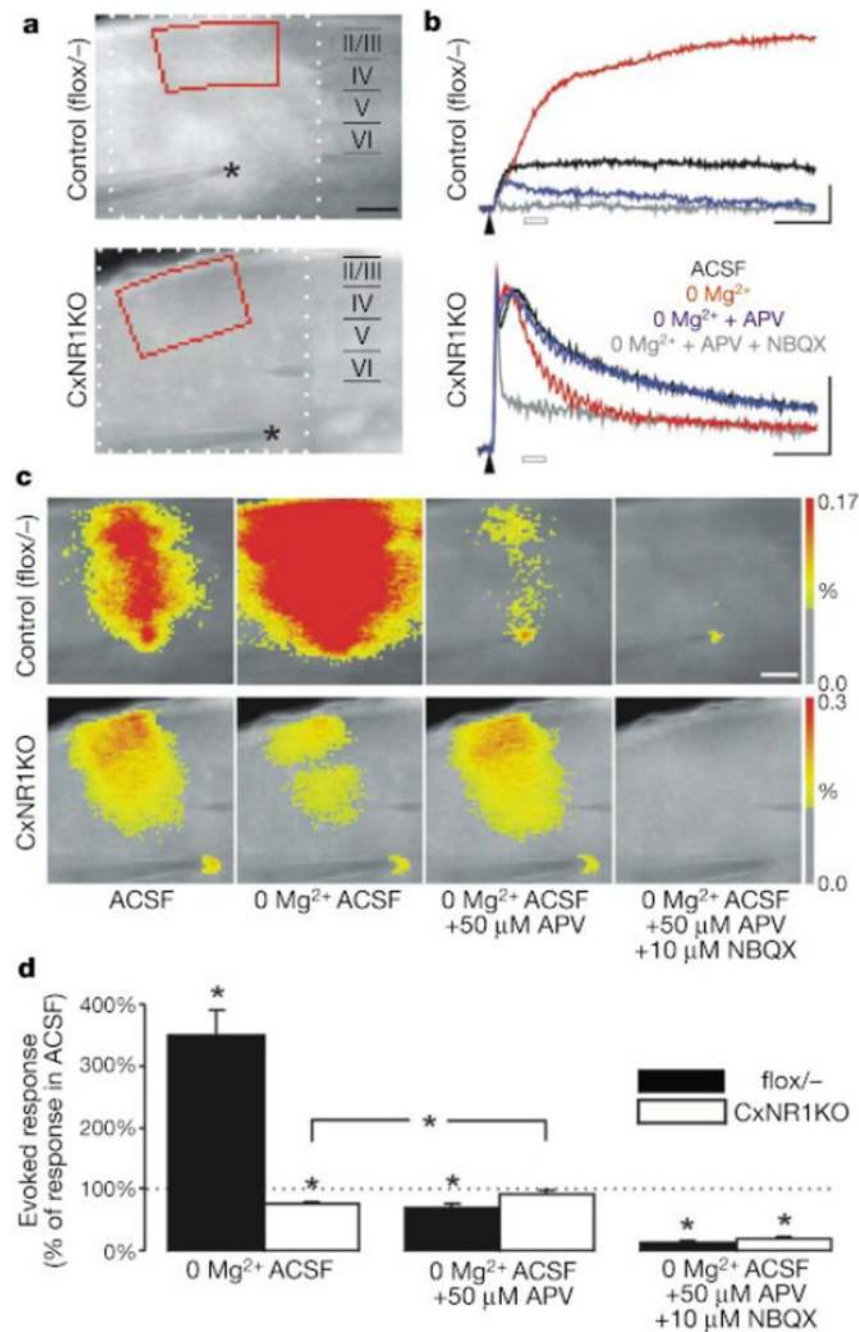 a
Control (flox/–)
II/III
IV
V
VI
*
CxNR1KO
II/III
IV
V
VI
*
b
Control (flox/–)
CxNR1KO
ACSF
0 Mg²⁺
0 Mg²⁺ + APV
0 Mg²⁺ + APV + NBQX
c
Control (flox/–)
0.17
%
0.0
CxNR1KO
0.3
%
0.0
ACSF
0 Mg²⁺ ACSF
0 Mg²⁺ ACSF
+50 μM APV
0 Mg²⁺ ACSF
+50 μM APV
+10 μM NBQX
d
Evoked response
(% of response in ACSF)
400%
300%
200%
100%
0%
*
*
*
*
*
*
flox/–
CxNR1KO
0 Mg²⁺ ACSF
0 Mg²⁺ ACSF
+50 μM APV
0 Mg²⁺ ACSF
+50 μM APV
+10 μM NBQX